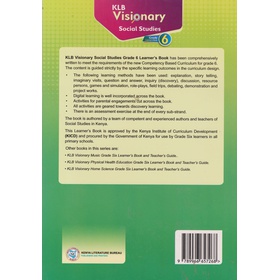 KLB Visionary
Social Studies
Grade 6
KLB Visionary Social Studies Grade 6 Learner's Book has been comprehensively
written to meet the requirements of the new Competency Based Curriculum for grade 6.
The content is guided strictly by the specific learning outcomes in the curriculum design.
• The following learning methods have been used: explanation, story telling,
imaginary visits, question and answer, inquiry (discovery), discussion, resource
persons, games and simulation, role-plays, field trips, debating, demonstration and
project works.
• Digital learning is well incorporated across the book.
• Activities for parental engagement fall across the book.
• All activities are geared towards discovery learning.
• There is an assessment exercise at the end of every sub-strand.
The book is authored by a team of competent and experienced authors and teachers of
Social Studies in Kenya.
This Learner's Book is approved by the Kenya Institute of Curriculum Development
(KICD) and procured by the Government of Kenya for use by Grade Six learners in all
primary schools.
Other books in this series are:
• KLB Visionary Music Grade Six Learner's Book and Teacher's Guide.
• KLB Visionary Physical Health Education Grade Six Learner's Book and Teacher's Guide.
• KLB Visionary Home Science Grade Six Learner's Book and Teacher's Guide.
KENYA LITERATURE BUREAU